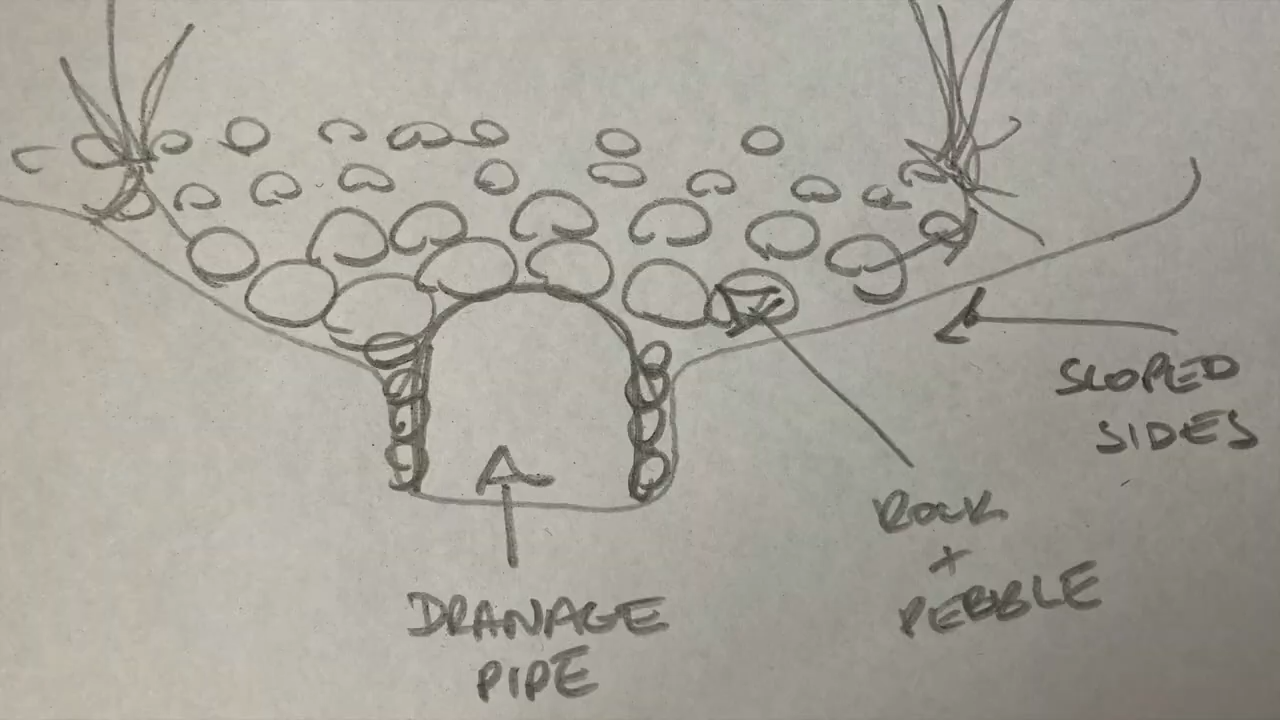 SLOPED
SIDES
ROCK
+
PEBBLE
DRANAGE
PIPE